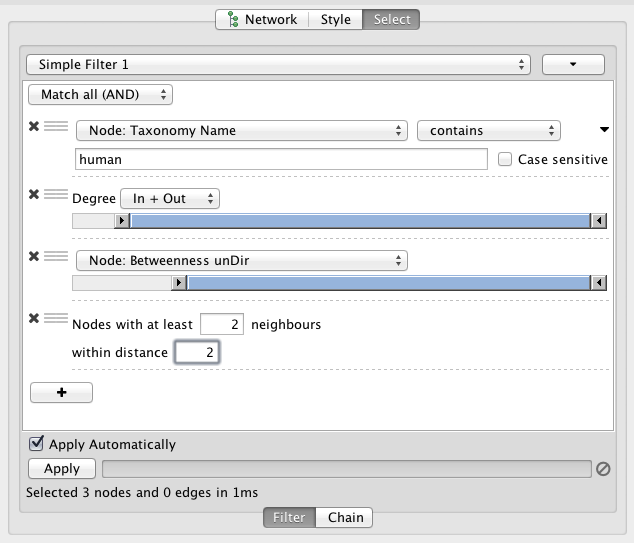 Network Style Select
Simple Filter 1
Match all (AND)
Node: Taxonomy Name contains
human Case sensitive
Degree In + Out
Node: Betweenness unDir
Nodes with at least 2 neighbours
within distance 2
+
Apply Automatically
Apply
Selected 3 nodes and 0 edges in 1ms
Filter Chain